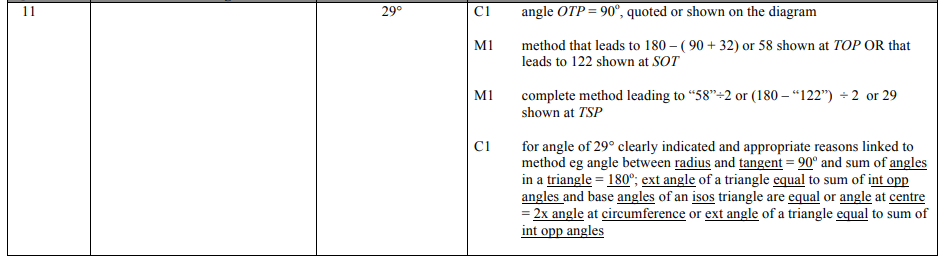 11 29° C1 angle OTP = 90°, quoted or shown on the diagram
M1 method that leads to 180 – ( 90 + 32) or 58 shown at TOP OR that
leads to 122 shown at SOT
M1 complete method leading to “58”÷2 or (180 – “122”) ÷ 2 or 29
shown at TSP
C1 for angle of 29° clearly indicated and appropriate reasons linked to
method eg angle between radius and tangent = 90° and sum of angles
in a triangle = 180°; ext angle of a triangle equal to sum of int opp
angles and base angles of an isos triangle are equal or angle at centre
= 2x angle at circumference or ext angle of a triangle equal to sum of
int opp angles